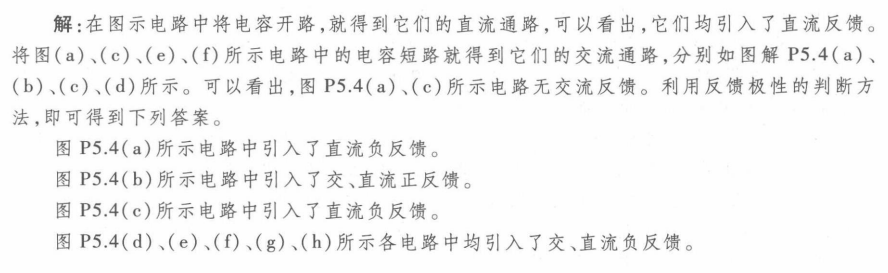 解:在图示电路中将电容开路,就得到它们的直流通路,可以看出,它们均引入了直流反馈。
将图(a)、(c)、(e)、(f)所示电路中的电容短路就得到它们的交流通路,分别如图解 P5.4(a)、
(b)、(c)、(d)所示。可以看出,图 P5.4(a)、(c)所示电路无交流反馈。利用反馈极性的判断方
法,即可得到下列答案。
图 P5.4(a)所示电路中引入了直流负反馈。
图 P5.4(b)所示电路中引入了交、直流正反馈。
图 P5.4(c)所示电路中引入了直流负反馈。
图 P5.4(d)、(e)、(f)、(g)、(h)所示各电路中均引入了交、直流负反馈。